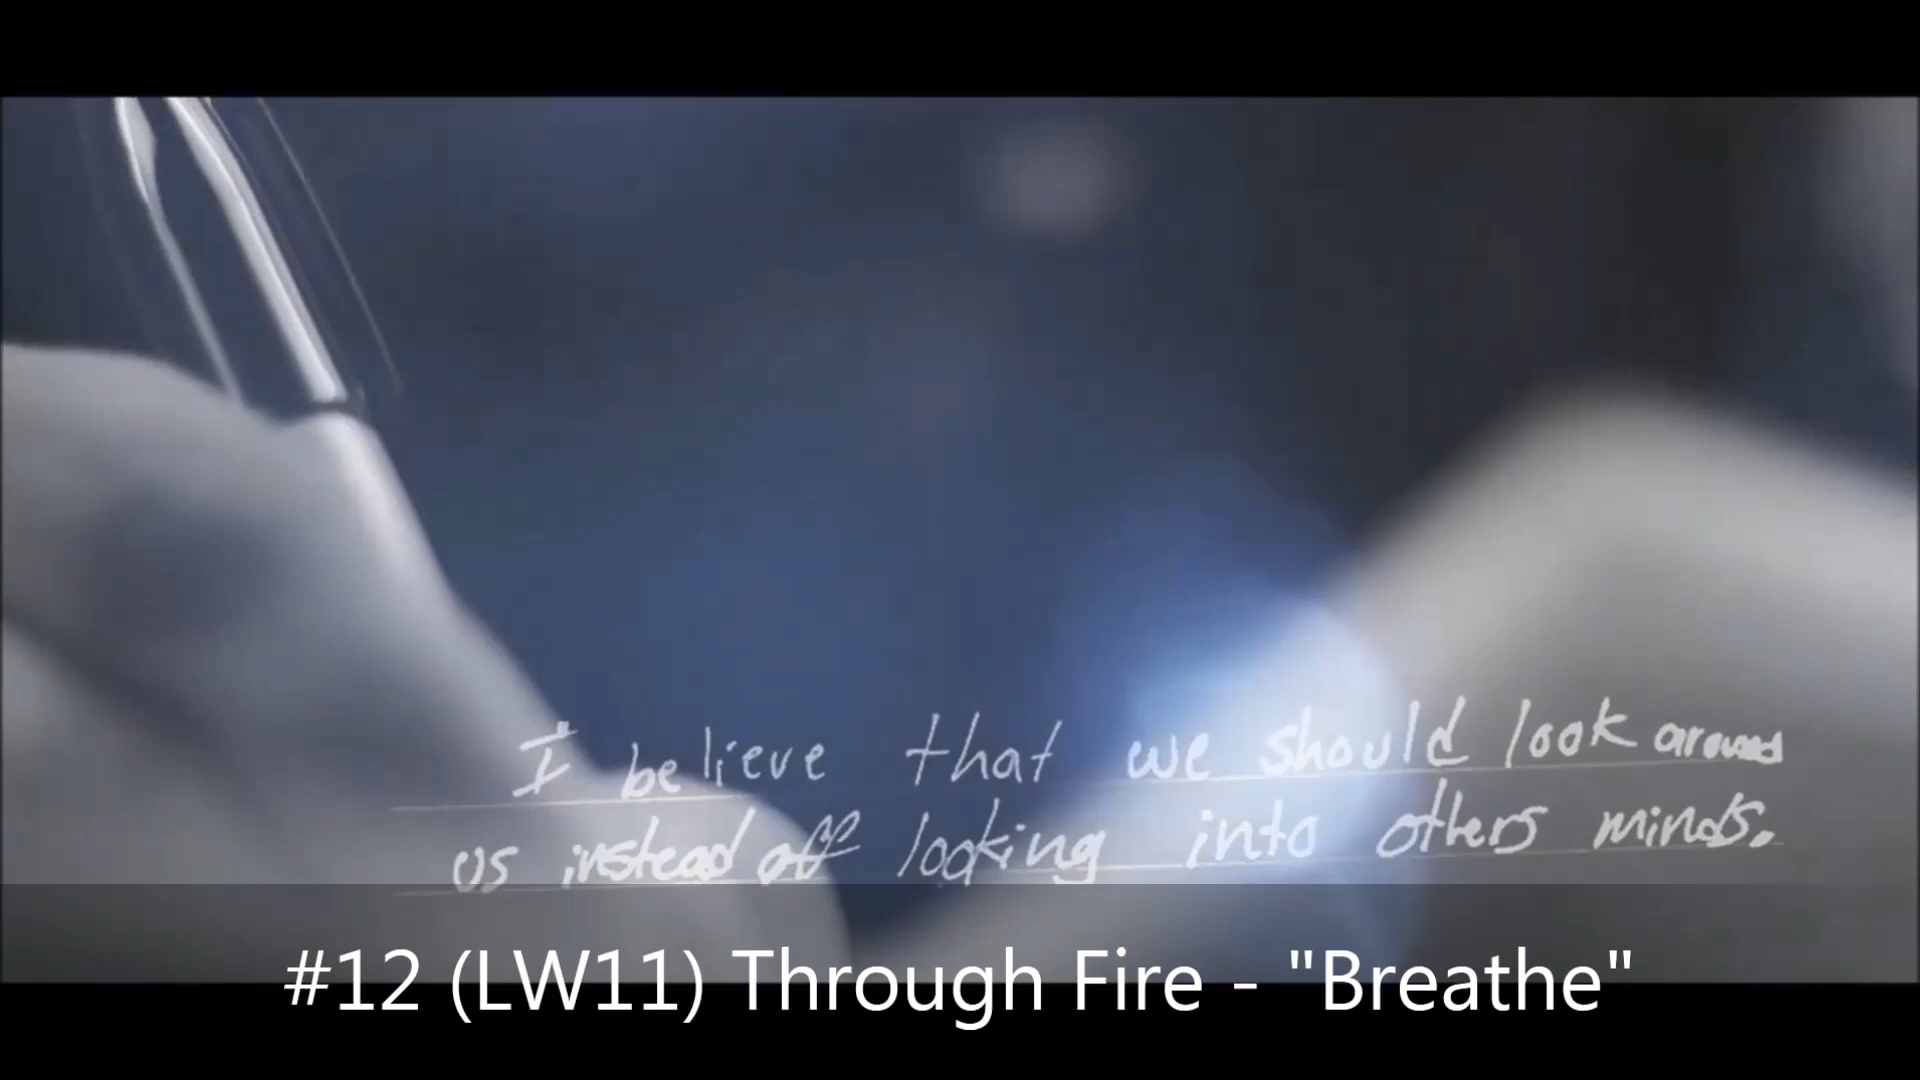 I believe that we should look around
us instead off looking into others minds.
#12 (LW11) Through Fire - "Breathe"